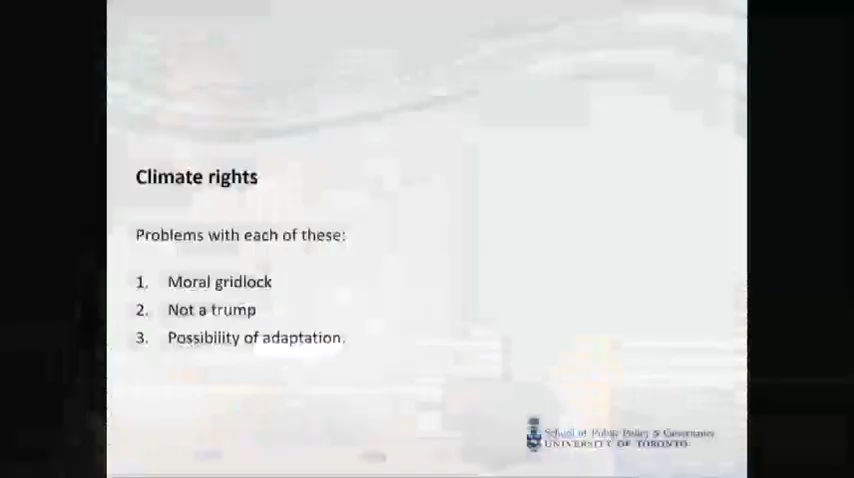 Climate rights
Problems with each of these:
1. Moral gridlock
2. Not a trump
3. Possibility of adaptation.
School of Public Policy & Governance
UNIVERSITY OF TORONTO